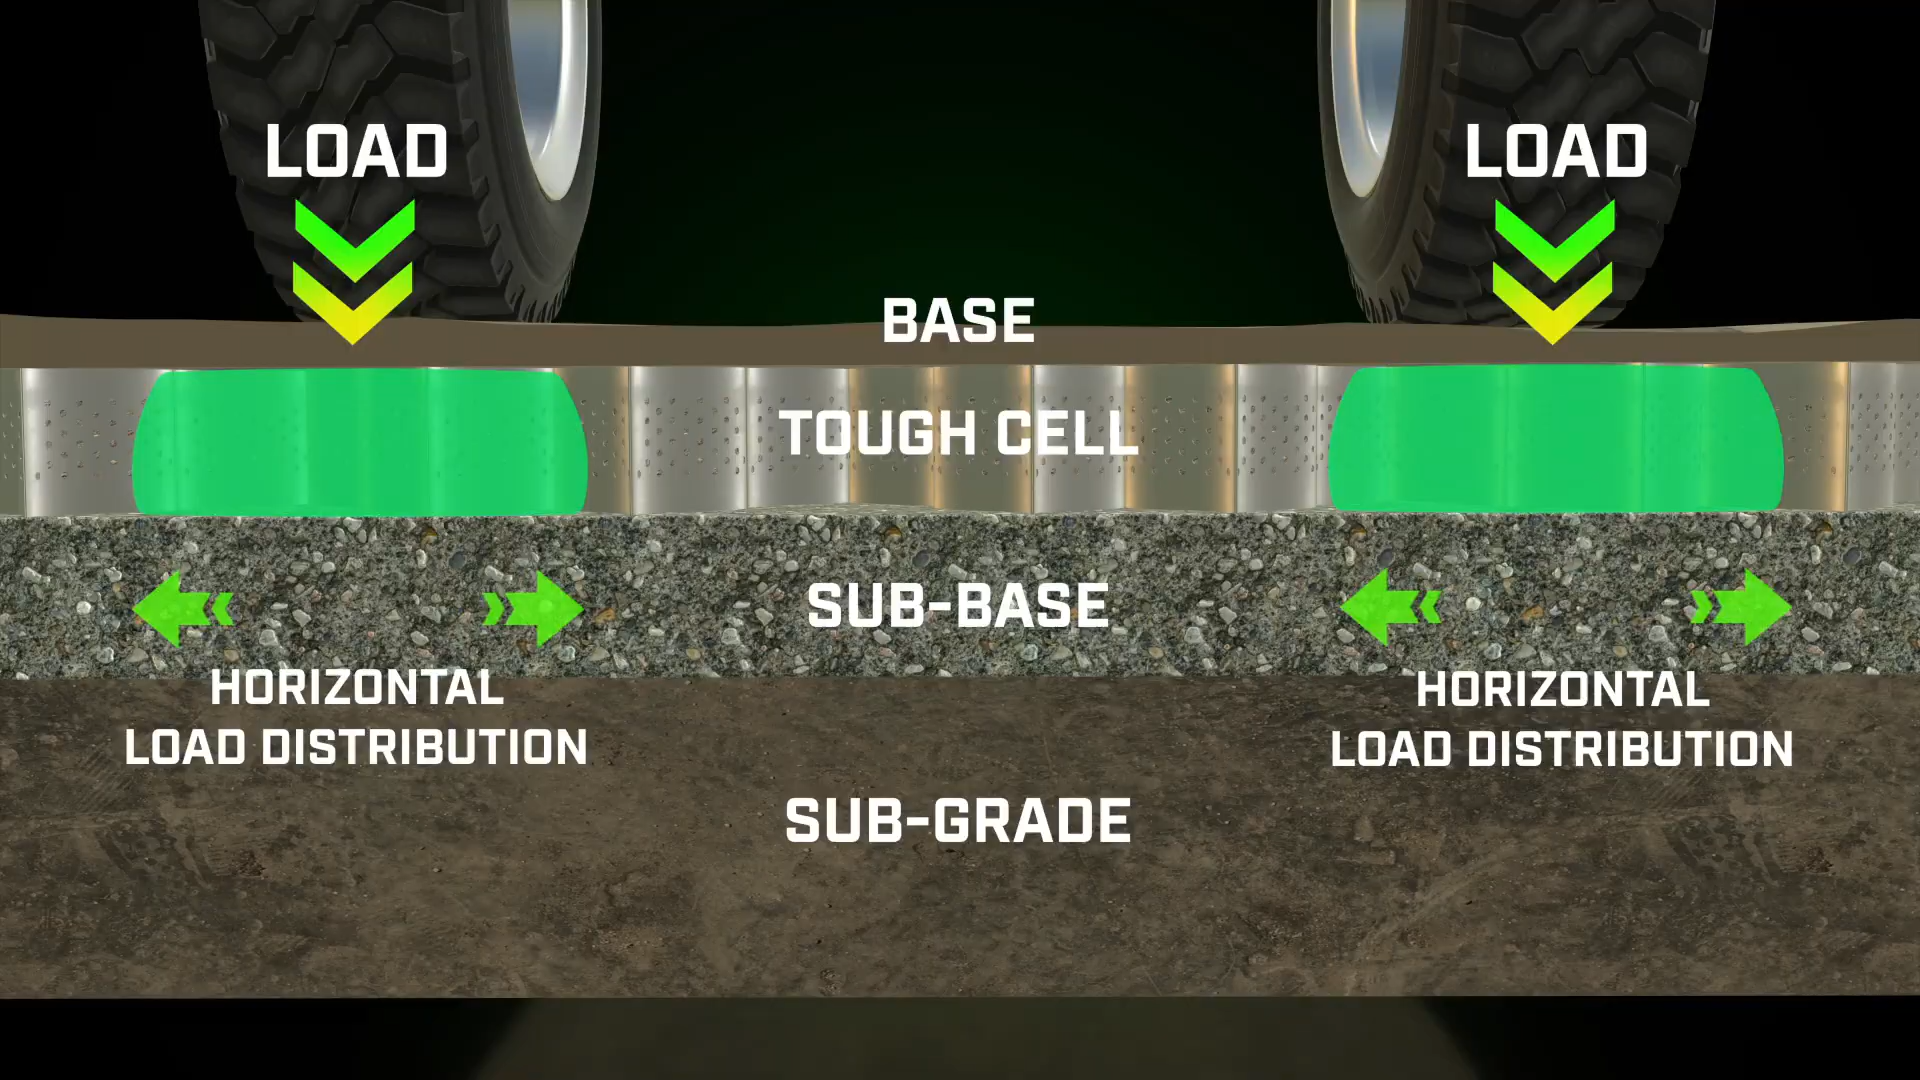 LOAD
LOAD
BASE
TOUGH CELL
SUB-BASE
HORIZONTAL
LOAD DISTRIBUTION
HORIZONTAL
LOAD DISTRIBUTION
SUB-GRADE